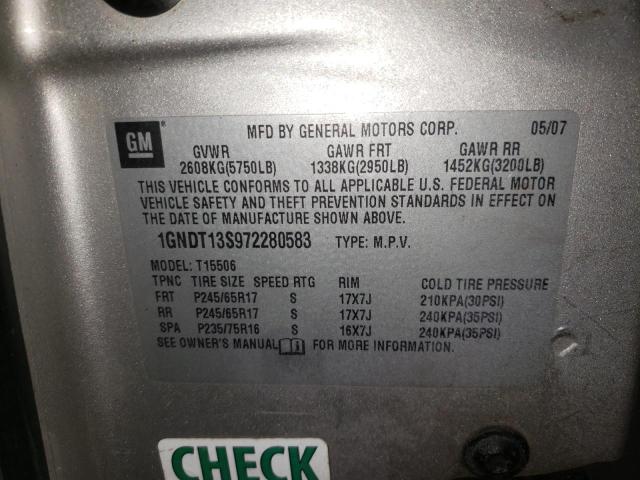 GM MFD BY GENERAL MOTORS CORP. 05/07
GVWR GAWR FRT GAWR RR
2608KG(5750LB) 1338KG(2950LB) 1452KG(3200LB)
THIS VEHICLE CONFORMS TO ALL APPLICABLE U.S. FEDERAL MOTOR
VEHICLE SAFETY AND THEFT PREVENTION STANDARDS IN EFFECT ON
THE DATE OF MANUFACTURE SHOWN ABOVE.
1GNDT13S972280583 TYPE: M.P.V.
MODEL: T15506
TPNC TIRE SIZE SPEED RTG RIM COLD TIRE PRESSURE
FRT P245/65R17 S 17X7J 210KPA(30PSI)
RR P245/65R17 S 17X7J 240KPA(35PSI)
SPA P235/75R16 S 16X7J 240KPA(35PSI)
SEE OWNER'S MANUAL FOR MORE INFORMATION.
CHECK